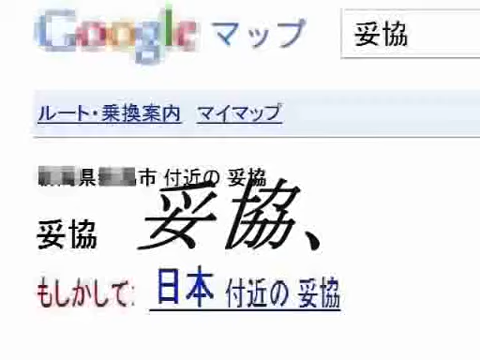 Google マップ
妥協
ルート・乗換案内 マイマップ
県 市 付近の 妥協
妥協
妥協、
もしかして: 日本 付近の 妥協